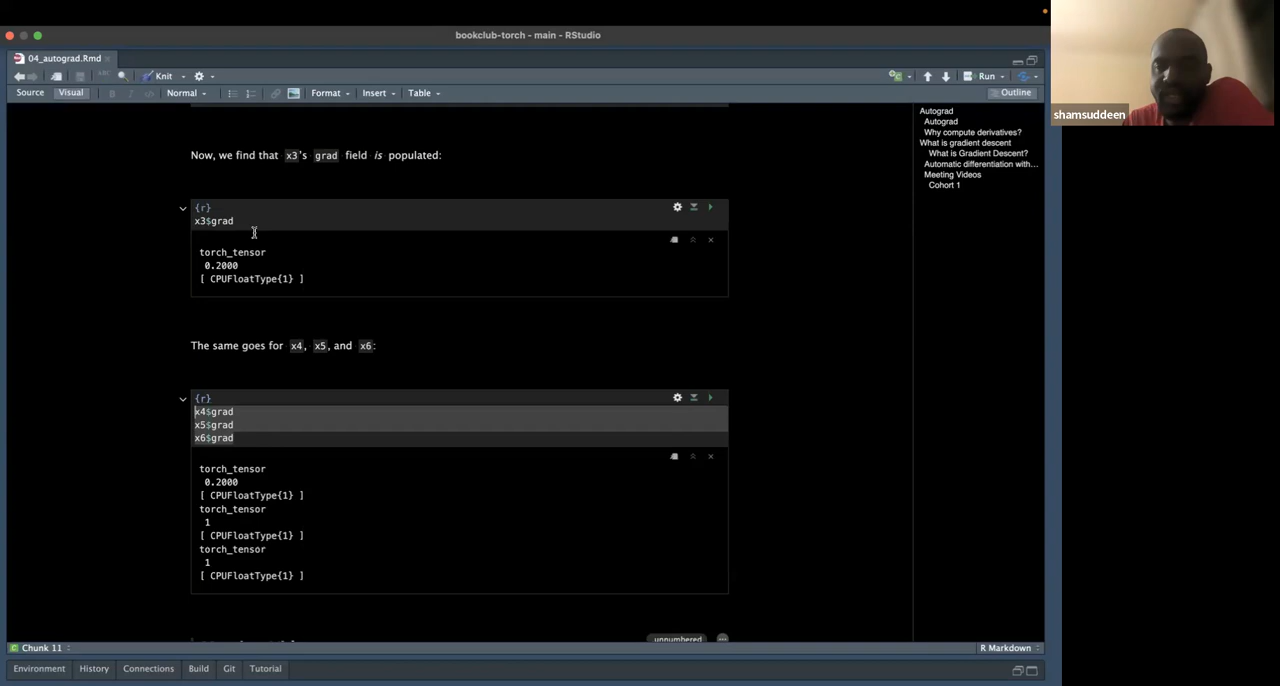 bookclub-torch - main - RStudio
04_autograd.Rmd
ABC
Knit
Run
Source Visual B I Normal Format Insert Table Outline
shamsuddeen
Autograd
Autograd
Why compute derivatives?
What is gradient descent
What is Gradient Descent?
Automatic differentiation with...
Meeting Videos
Cohort 1
Now, we find that x3's grad field is populated:
{r}
x3$grad
torch_tensor
0.2000
[ CPUFloatType{1} ]
The same goes for x4, x5, and x6:
{r}
x4$grad
x5$grad
x6$grad
torch_tensor
0.2000
[ CPUFloatType{1} ]
torch_tensor
1
[ CPUFloatType{1} ]
torch_tensor
1
[ CPUFloatType{1} ]
unnumbered
Chunk 11
R Markdown
Environment History Connections Build Git Tutorial